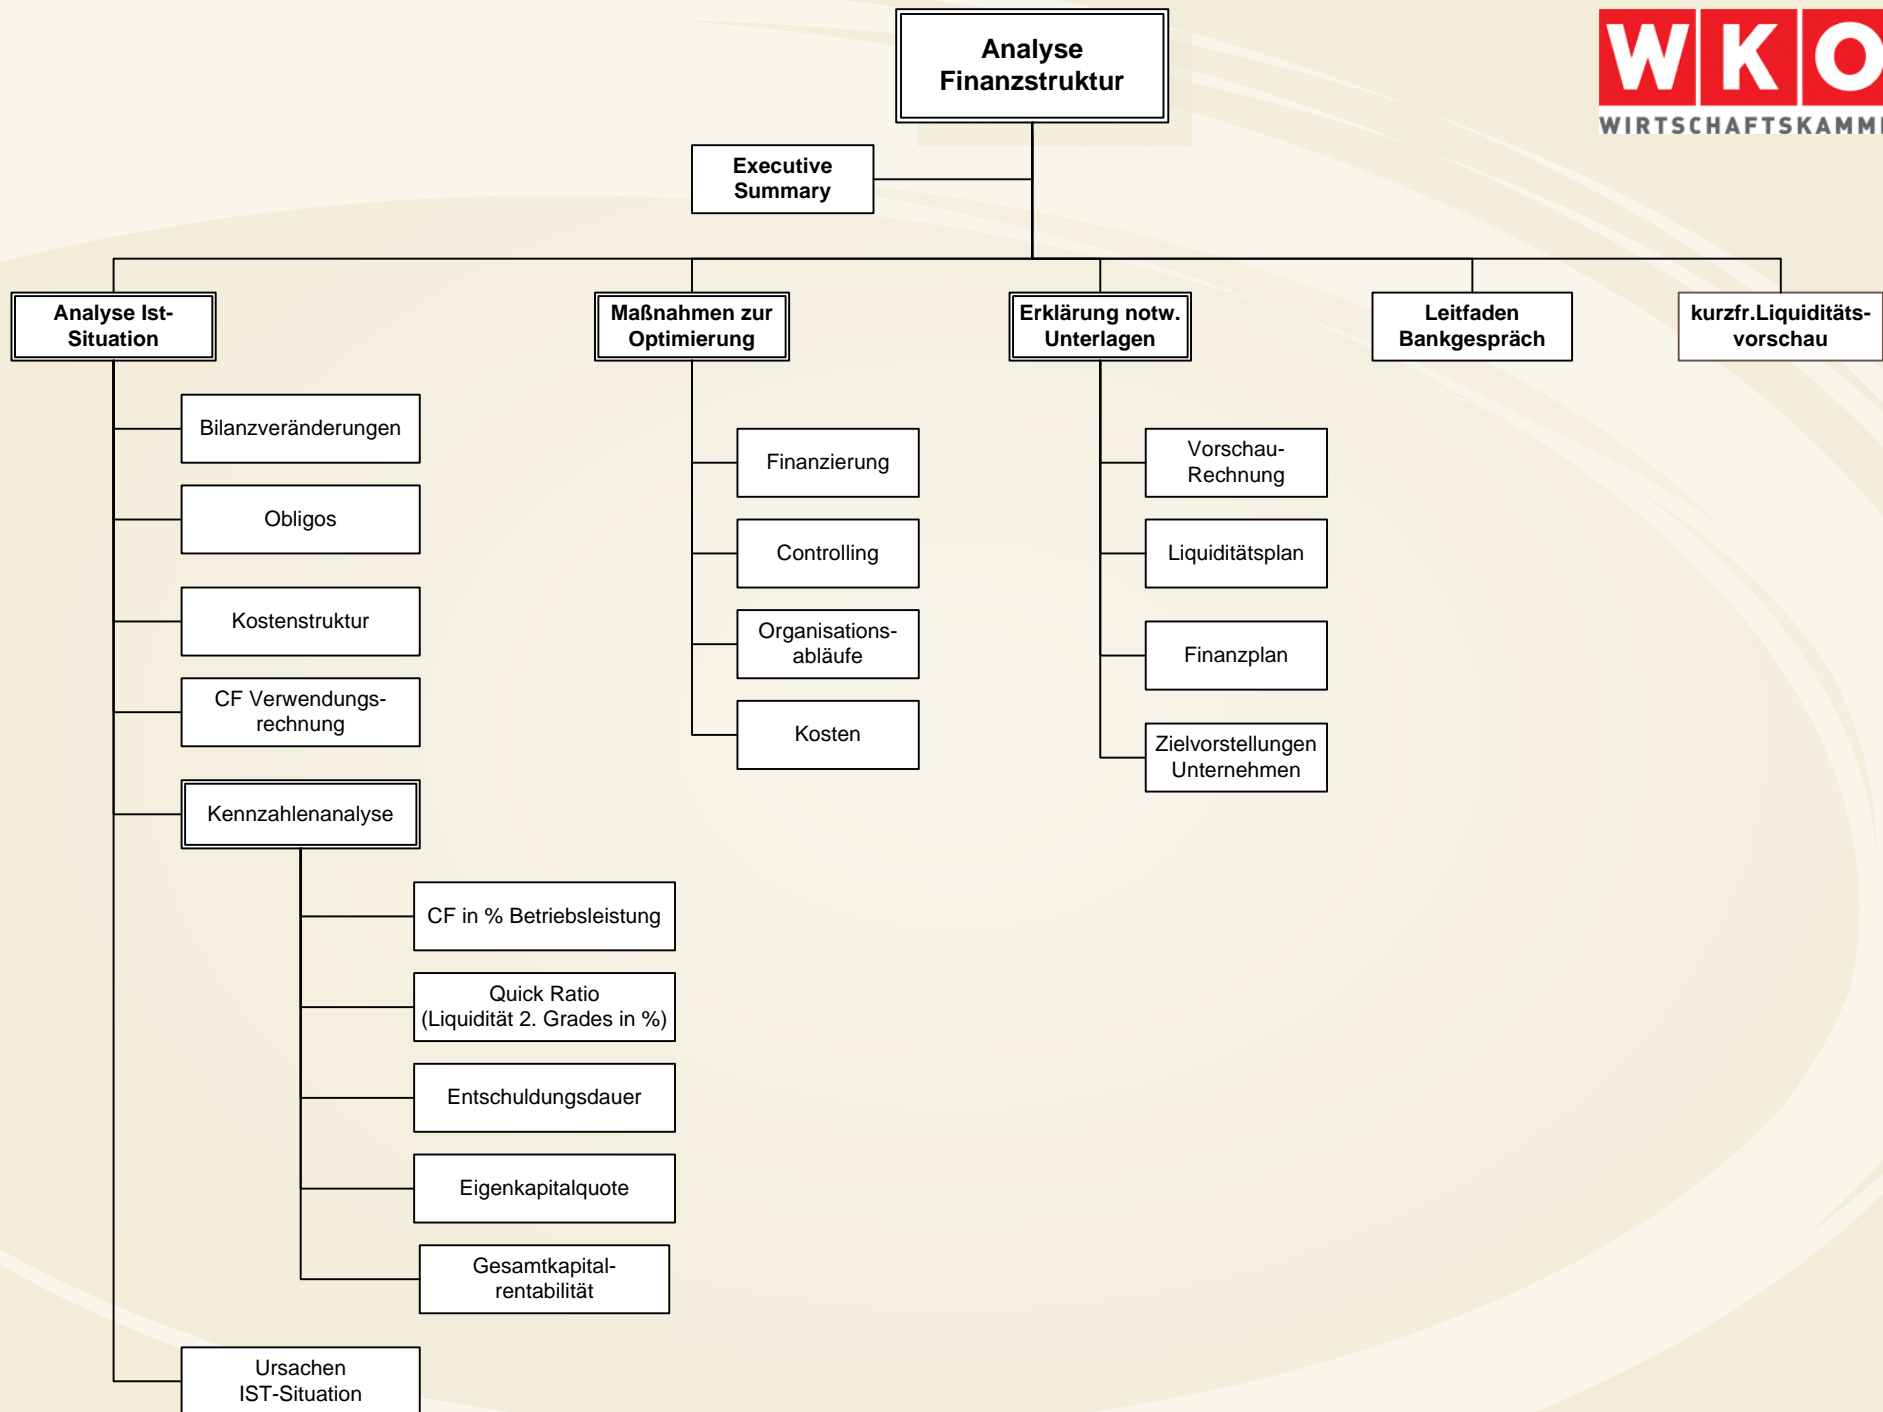 Analyse
Finanzstruktur
WKO
WIRTSCHAFTSKAMM
Executive
Summary
Analyse Ist-
Situation
Maßnahmen zur
Optimierung
Erklärung notw.
Unterlagen
Leitfaden
Bankgespräch
kurzfr.Liquiditäts-
vorschau
Bilanzveränderungen
Obligos
Kostenstruktur
CF Verwendungs-
rechnung
Kennzahlenanalyse
CF in % Betriebsleistung
Quick Ratio
(Liquidität 2. Grades in %)
Entschuldungsdauer
Eigenkapitalquote
Gesamtkapital-
rentabilität
Ursachen
IST-Situation
Finanzierung
Controlling
Organisations-
abläufe
Kosten
Vorschau-
Rechnung
Liquiditätsplan
Finanzplan
Zielvorstellungen
Unternehmen